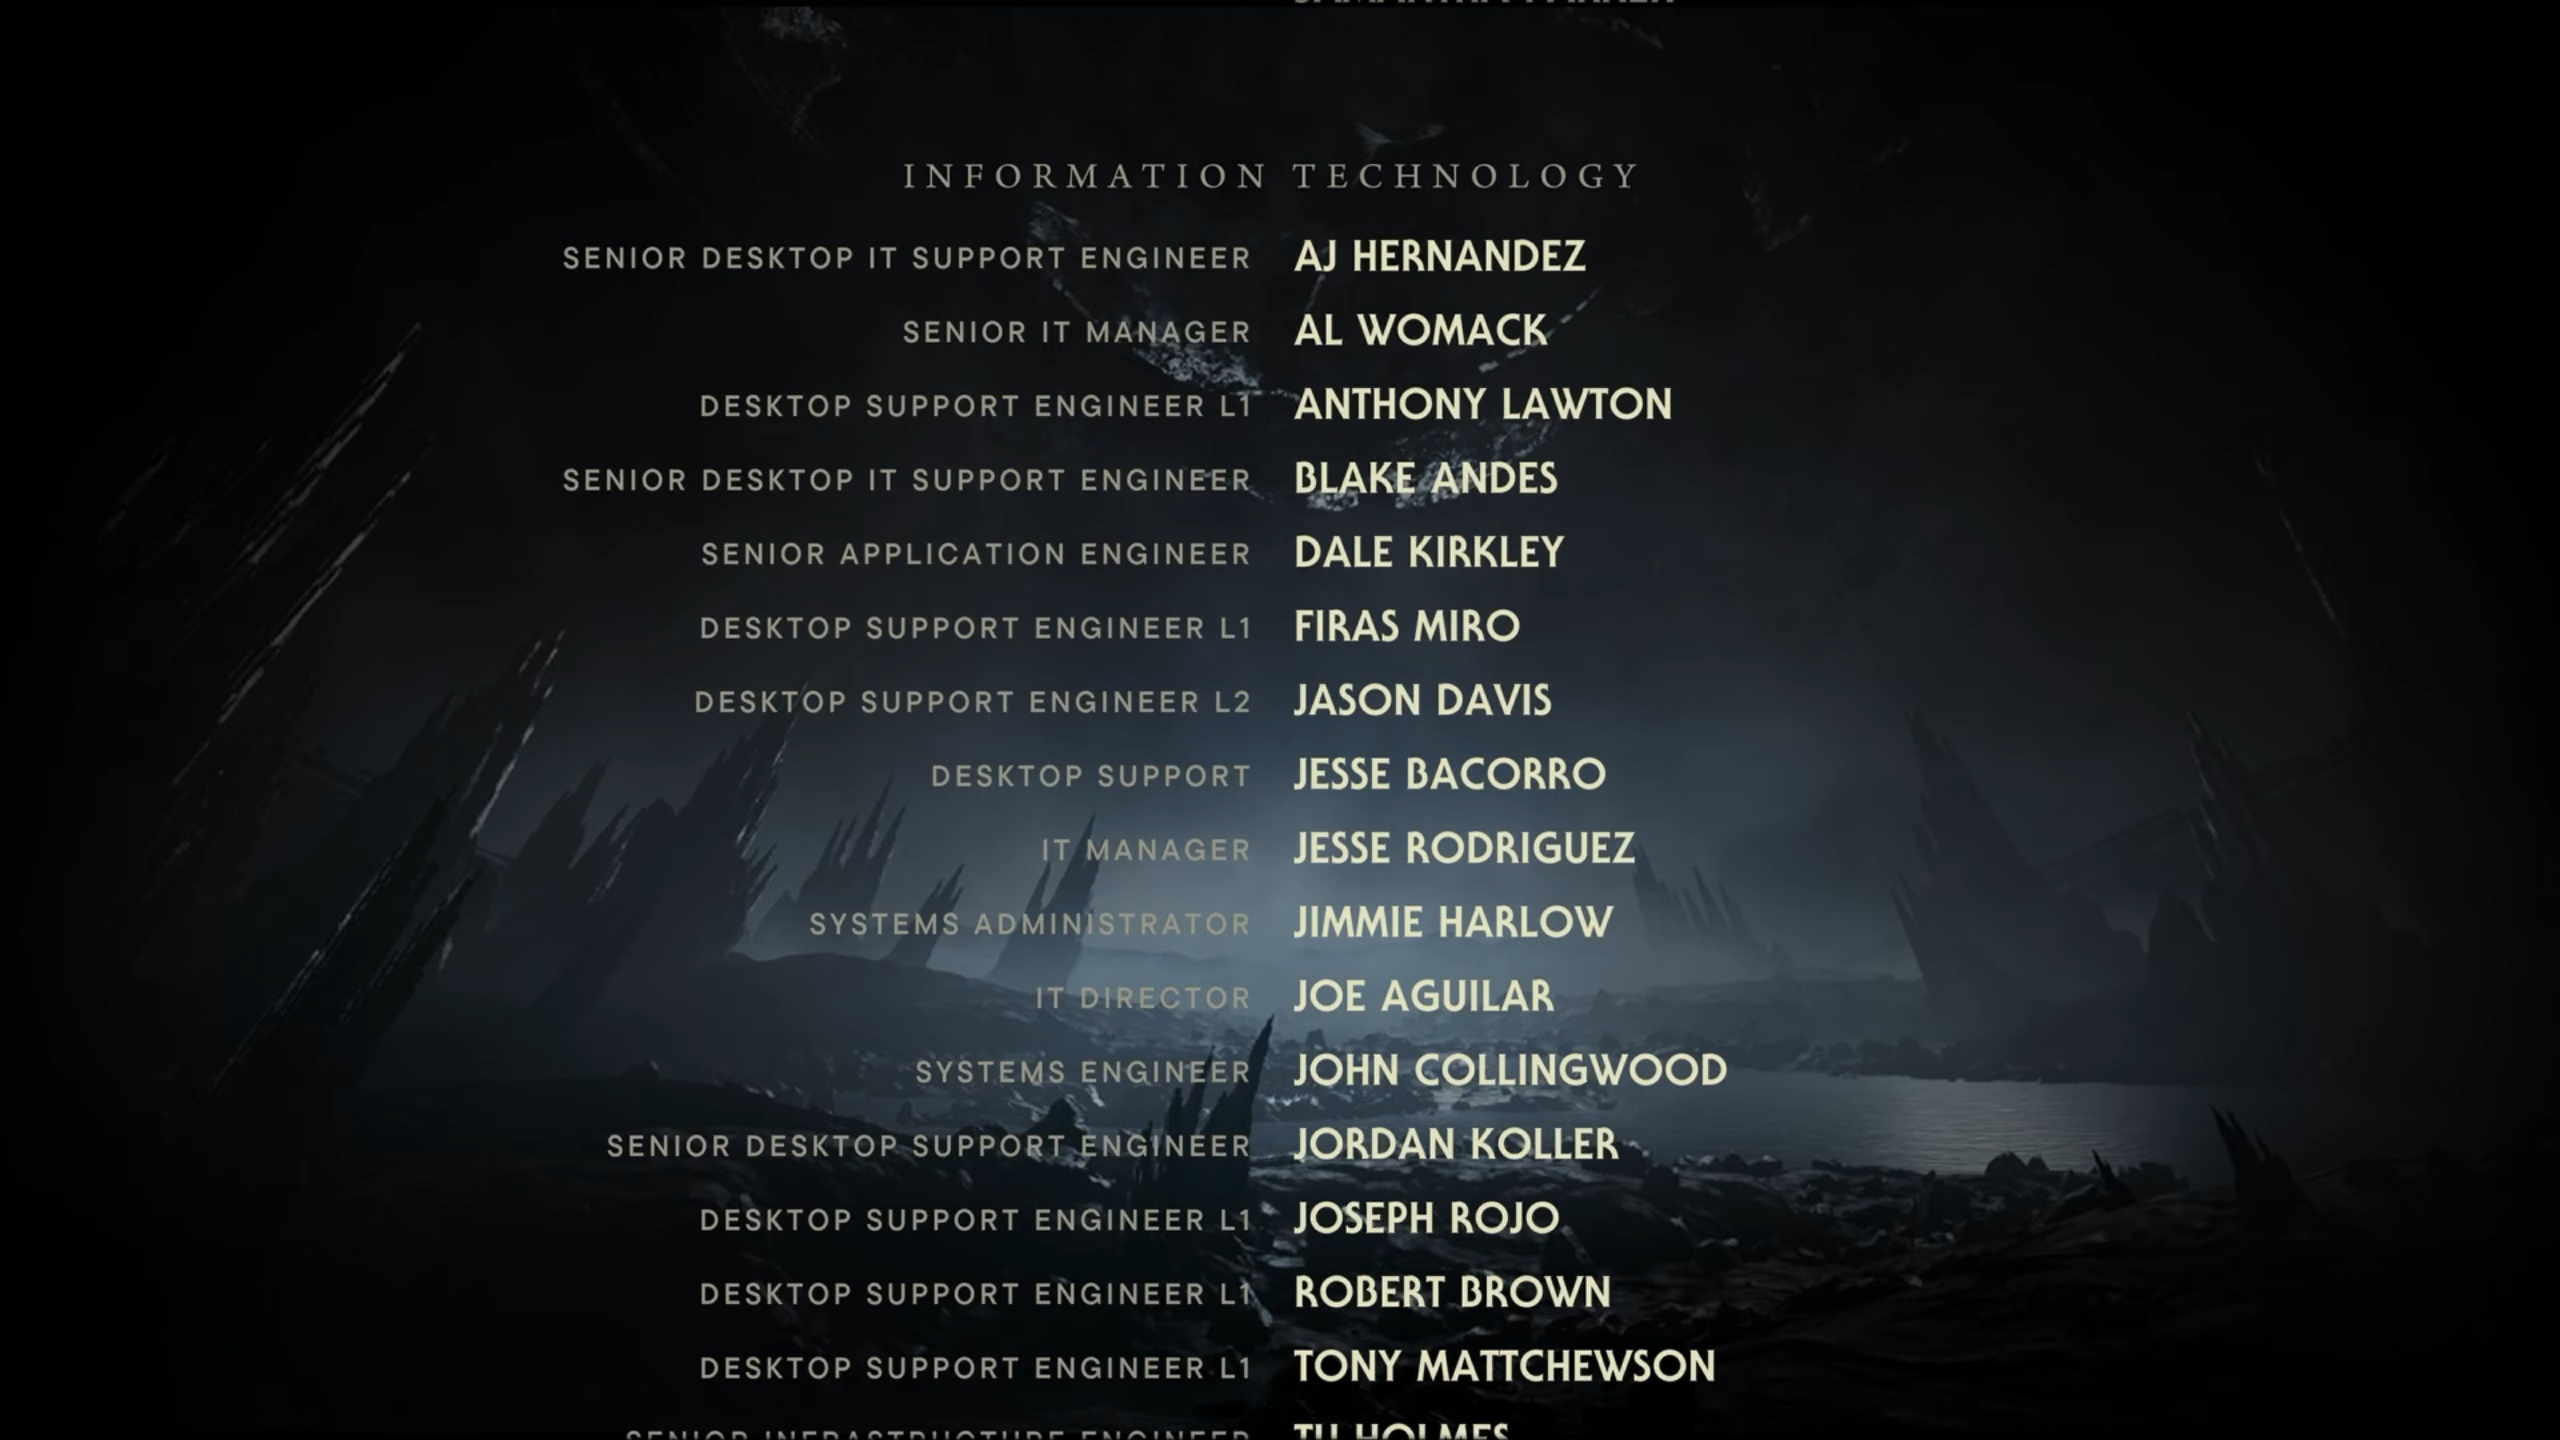 INFORMATION TECHNOLOGY
SENIOR DESKTOP IT SUPPORT ENGINEER AJ HERNANDEZ
SENIOR IT MANAGER AL WOMACK
DESKTOP SUPPORT ENGINEER L1 ANTHONY LAWTON
SENIOR DESKTOP IT SUPPORT ENGINEER BLAKE ANDES
SENIOR APPLICATION ENGINEER DALE KIRKLEY
DESKTOP SUPPORT ENGINEER L1 FIRAS MIRO
DESKTOP SUPPORT ENGINEER L2 JASON DAVIS
DESKTOP SUPPORT JESSE BACORRO
IT MANAGER JESSE RODRIGUEZ
SYSTEMS ADMINISTRATOR JIMMIE HARLOW
IT DIRECTOR JOE AGUILAR
SYSTEMS ENGINEER JOHN COLLINGWOOD
SENIOR DESKTOP SUPPORT ENGINEER JORDAN KOLLER
DESKTOP SUPPORT ENGINEER L1 JOSEPH ROJO
DESKTOP SUPPORT ENGINEER L1 ROBERT BROWN
DESKTOP SUPPORT ENGINEER L1 TONY MATTCHEWSON
SENIOR INFRASTRUCTURE ENGINEER HOLMES